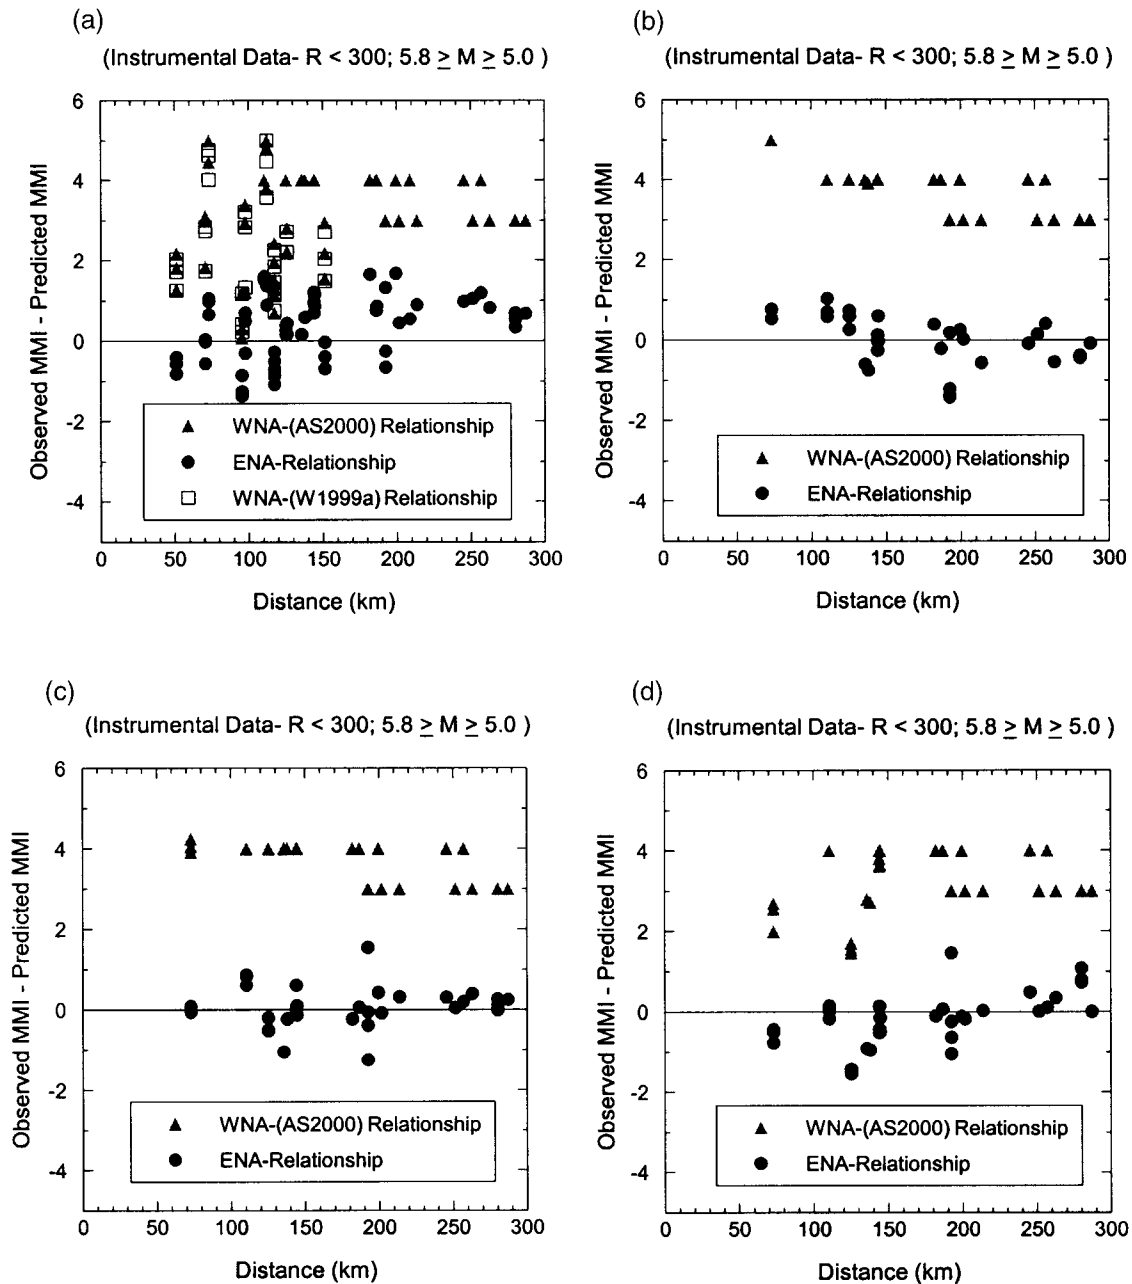 (a)
(Instrumental Data- R < 300; 5.8 ≥ M ≥ 5.0 )
Observed MMI - Predicted MMI
6
4
2
0
-2
-4
WNA-(AS2000) Relationship
ENA-Relationship
WNA-(W1999a) Relationship
0 50 100 150 200 250 300
Distance (km)
(b)
(Instrumental Data- R < 300; 5.8 ≥ M ≥ 5.0 )
Observed MMI - Predicted MMI
6
4
2
0
-2
-4
WNA-(AS2000) Relationship
ENA-Relationship
0 50 100 150 200 250 300
Distance (km)
(c)
(Instrumental Data- R < 300; 5.8 ≥ M ≥ 5.0 )
Observed MMI - Predicted MMI
6
4
2
0
-2
-4
WNA-(AS2000) Relationship
ENA-Relationship
0 50 100 150 200 250 300
Distance (km)
(d)
(Instrumental Data- R < 300; 5.8 ≥ M ≥ 5.0 )
Observed MMI - Predicted MMI
6
4
2
0
-2
-4
WNA-(AS2000) Relationship
ENA-Relationship
0 50 100 150 200 250 300
Distance (km)